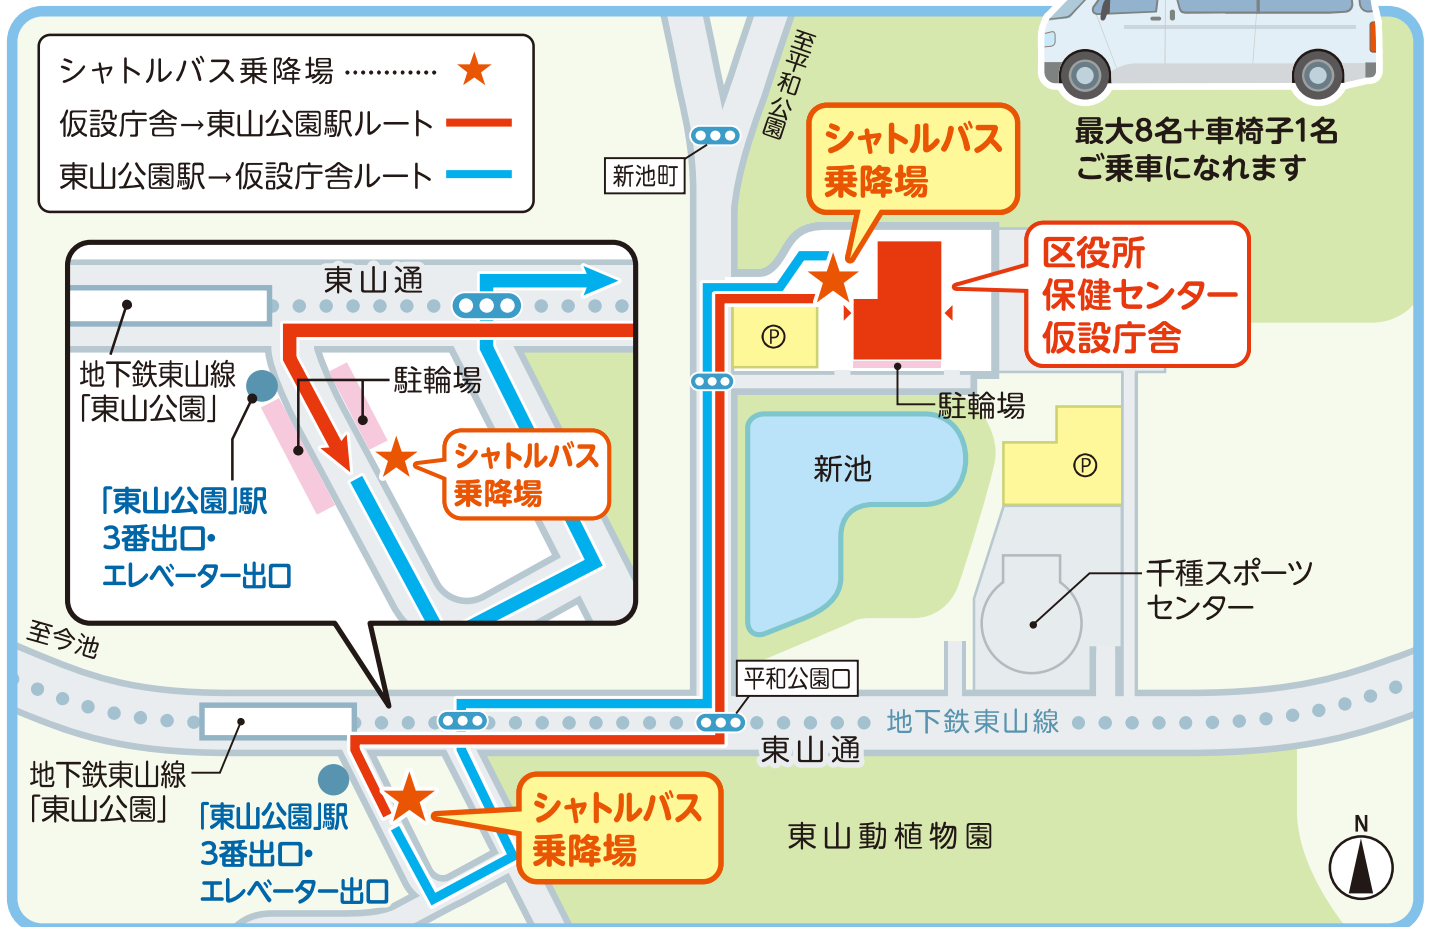 シャトルバス乗降場 …………
仮設庁舎→東山公園駅ルート
東山公園駅→仮設庁舎ルート
至平和公園
新池町
シャトルバス
乗降場
最大8名+車椅子1名
ご乗車になれます
区役所
保健センター
仮設庁舎
P
駐輪場
新池
P
千種スポーツ
センター
東山通
地下鉄東山線
「東山公園」
駐輪場
シャトルバス
乗降場
「東山公園」駅
3番出口・
エレベーター出口
至今池
平和公園口
地下鉄東山線
東山通
地下鉄東山線
「東山公園」
「東山公園」駅
3番出口・
エレベーター出口
シャトルバス
乗降場
東山動植物園
N